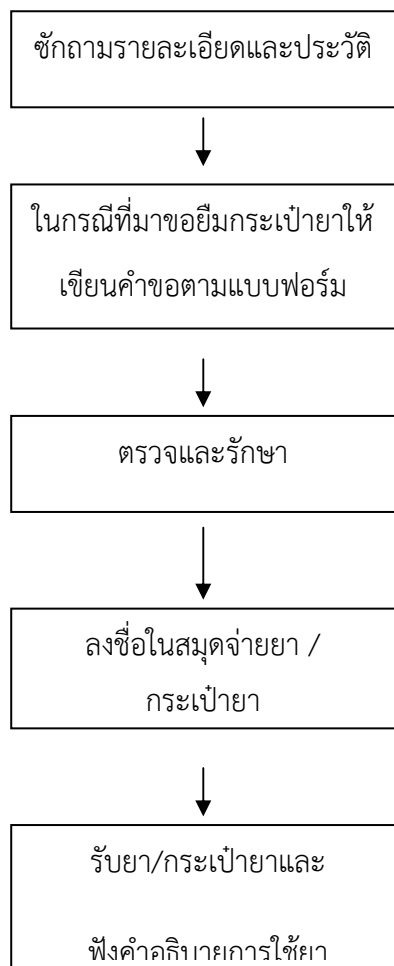 ซักถามรายละเอียดและประวัติ
ในกรณีที่มาขอยืมกระเป๋ายาให้
เขียนคำขอตามแบบฟอร์ม
ตรวจและรักษา
ลงชื่อในสมุดจ่ายยา /
กระเป๋ายา
รับยา/กระเป๋ายาและ
ฟังคำอธิบายการใช้ยา